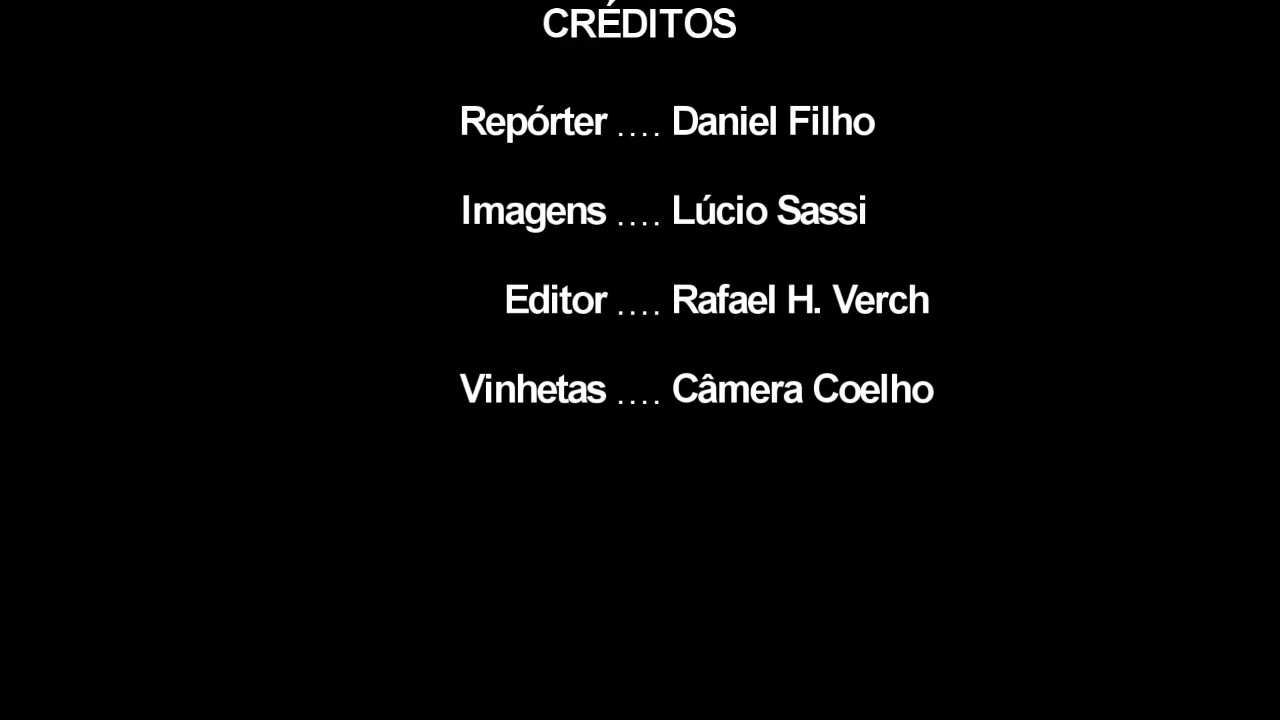 CRÉDITOS
Repórter .... Daniel Filho
Imagens .... Lúcio Sassi
Editor .... Rafael H. Verch
Vinhetas .... Câmera Coelho